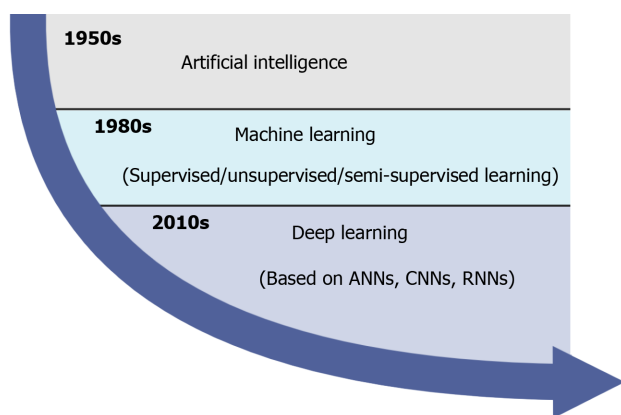 1950s
Artificial intelligence
1980s
Machine learning
(Supervised/unsupervised/semi-supervised learning)
2010s
Deep learning
(Based on ANNs, CNNs, RNNs)